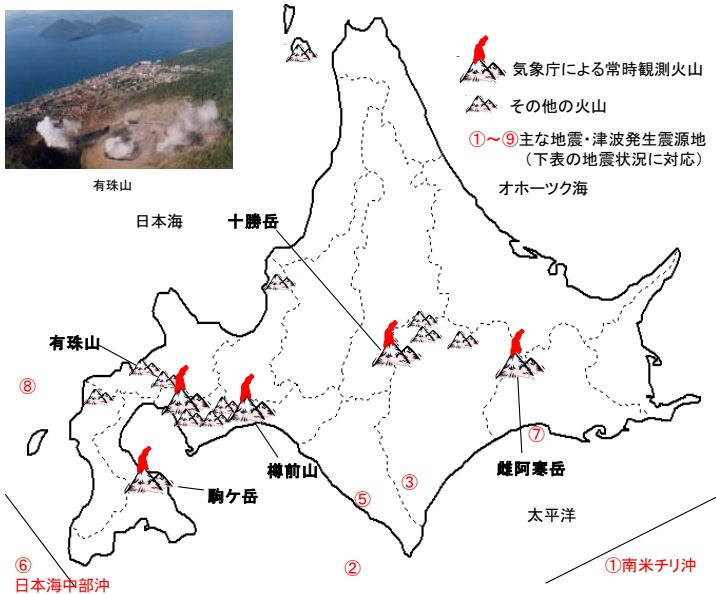 気象庁による常時観測火山
その他の火山
①～⑨主な地震・津波発生震源地
（下表の地震状況に対応）
有珠山
オホーツク海
日本海
十勝岳
有珠山
⑧
⑦
樽前山
雌阿寒岳
③
駒ケ岳
⑤
太平洋
⑥
日本海中部沖
②
①南米チリ沖